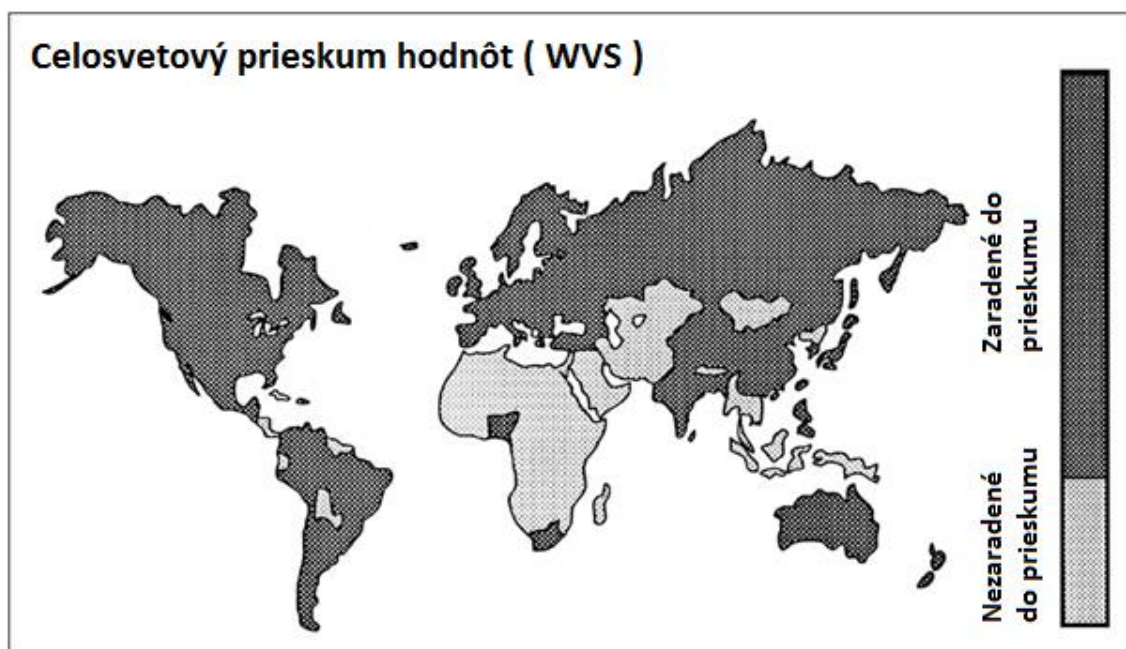 Celosvetový prieskum hodnôt ( WVS )
Zaradené do
prieskumu
Nezaradené
do prieskumu